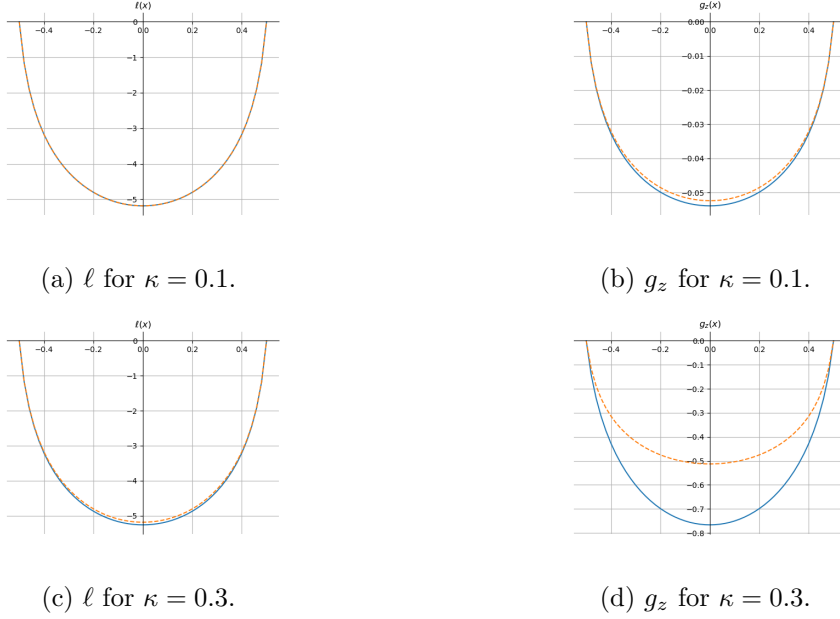 ℓ(x)
0
−0.4 −0.2 0.0 0.2 0.4
−1
−2
−3
−4
−5
g_z(x)
0.00
−0.4 −0.2 0.0 0.2 0.4
−0.01
−0.02
−0.03
−0.04
−0.05
(a) ℓ for κ = 0.1.
(b) g_z for κ = 0.1.
ℓ(x)
0
−0.4 −0.2 0.0 0.2 0.4
−1
−2
−3
−4
−5
g_z(x)
0.0
−0.4 −0.2 0.0 0.2 0.4
−0.1
−0.2
−0.3
−0.4
−0.5
−0.6
−0.7
−0.8
(c) ℓ for κ = 0.3.
(d) g_z for κ = 0.3.